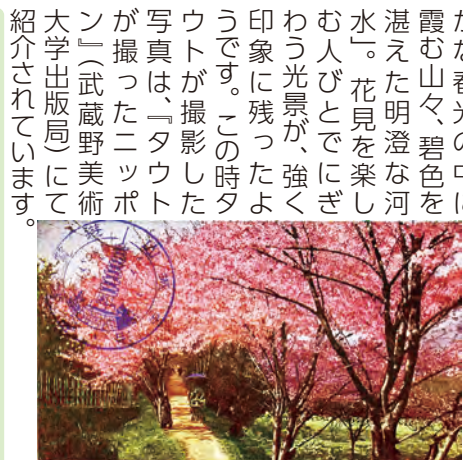 かな春光の中に
霞む山々、碧色を
湛えた明澄な河
水」。花見を楽し
む人びとでにぎ
わう光景が、強く
印象に残ったよ
うです。この時タ
ウトが撮影した
写真は、『タウト
が撮ったニッポ
ン』(武蔵野美術
大学出版局)にて
紹介されています。